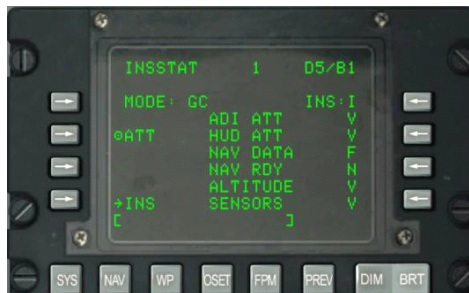 INSSTAT 1 D5/B1
MODE: GC INS:I
ADI ATT V
⊙ATT HUD ATT V
NAV DATA F
NAV RDY N
ALTITUDE V
→INS SENSORS V
[ ]
SYS NAV WP OSET FPM PREV DIM BRT